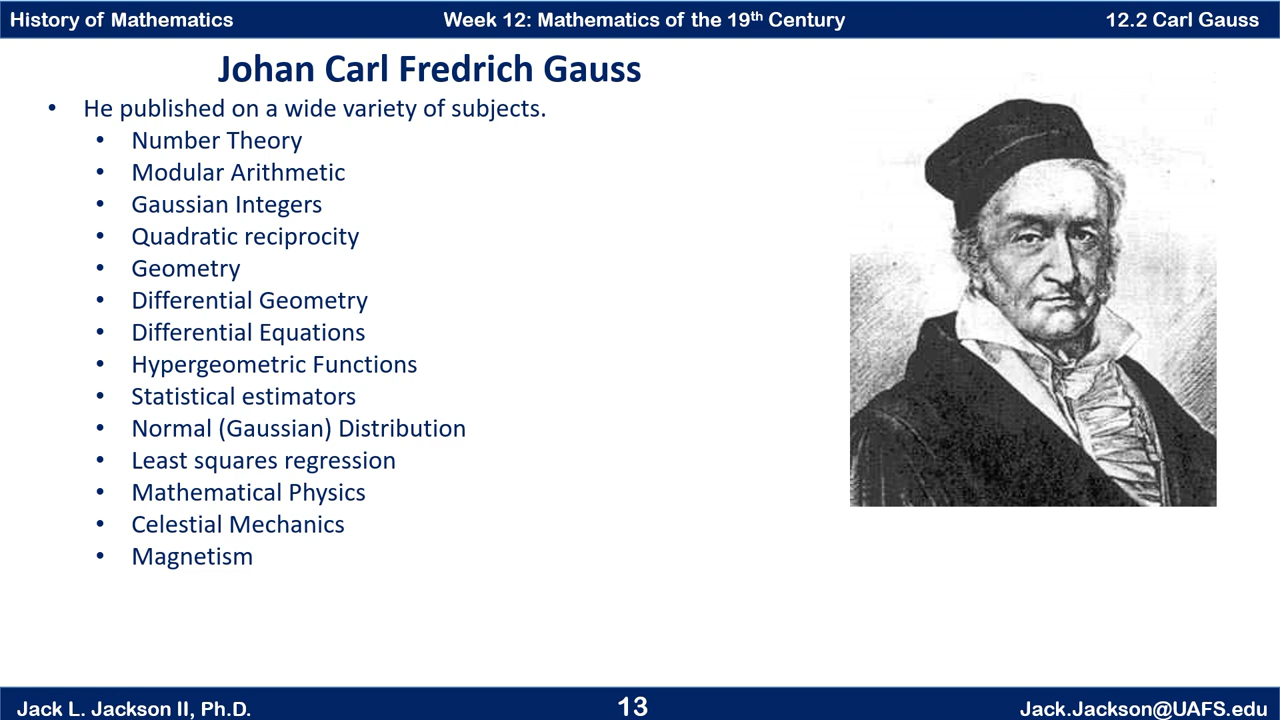 History of Mathematics Week 12: Mathematics of the 19th Century 12.2 Carl Gauss
Johan Carl Fredrich Gauss
• He published on a wide variety of subjects.
• Number Theory
• Modular Arithmetic
• Gaussian Integers
• Quadratic reciprocity
• Geometry
• Differential Geometry
• Differential Equations
• Hypergeometric Functions
• Statistical estimators
• Normal (Gaussian) Distribution
• Least squares regression
• Mathematical Physics
• Celestial Mechanics
• Magnetism
Jack L. Jackson II, Ph.D. 13 Jack.Jackson@UAFS.edu